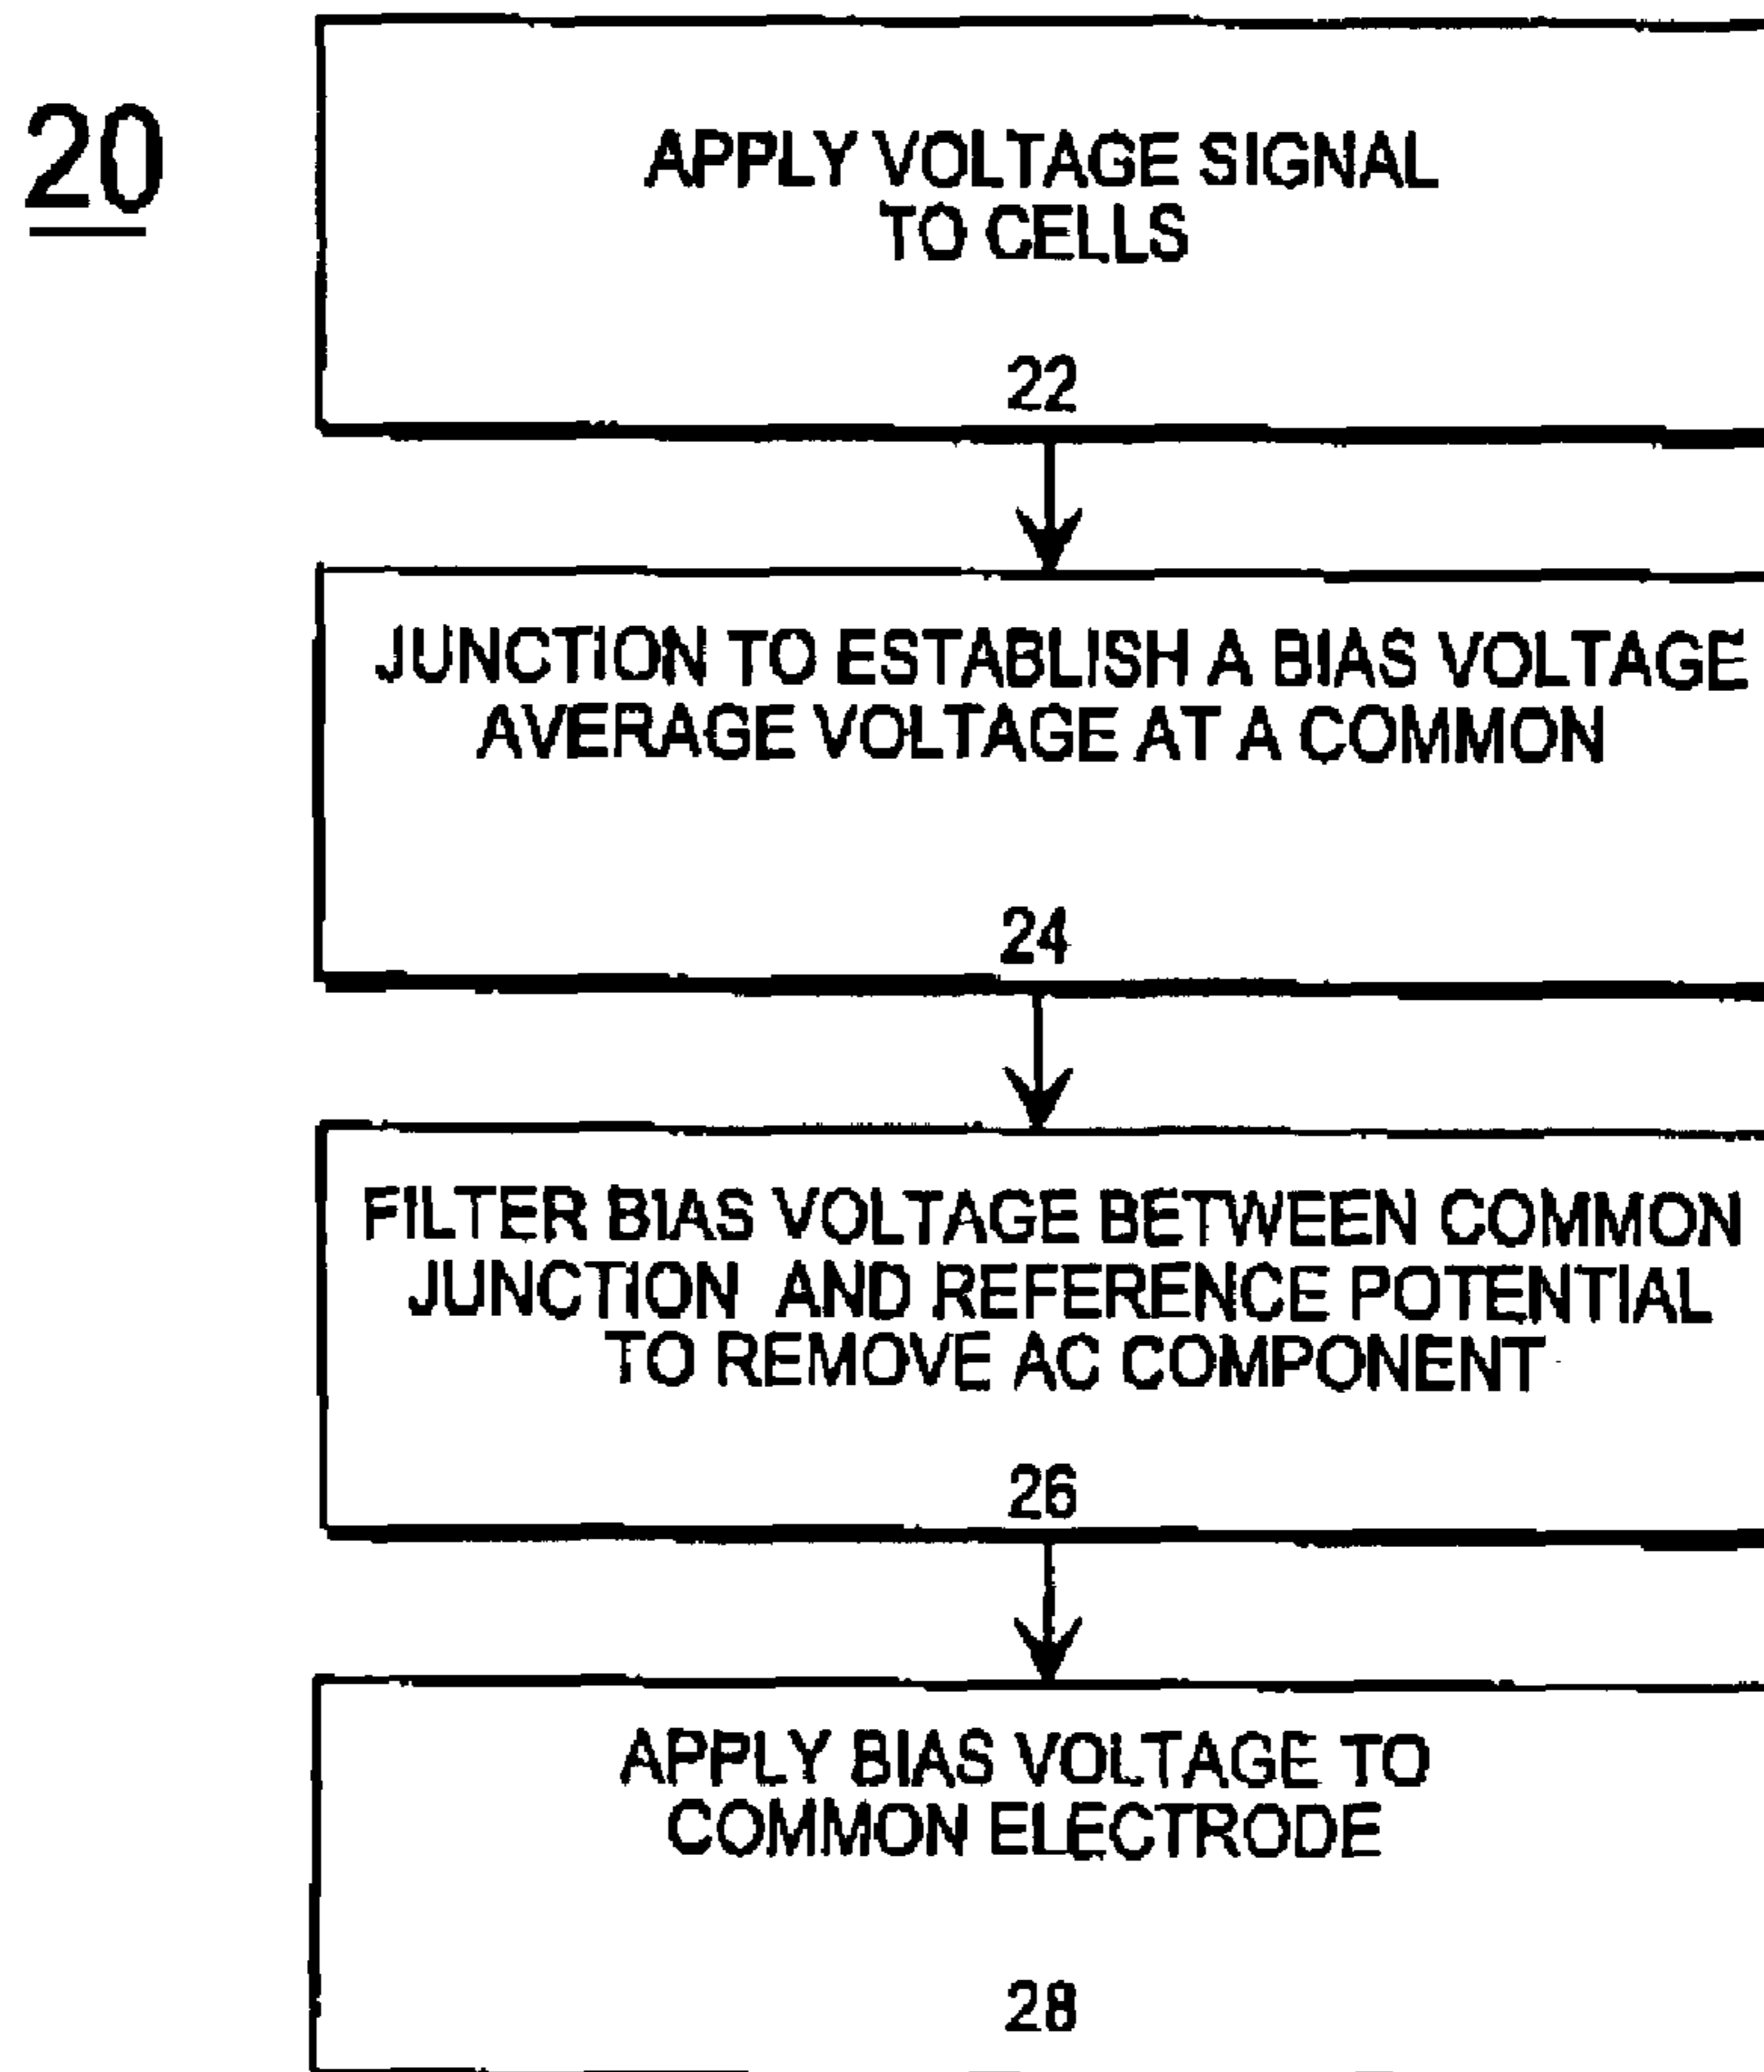 20
APPLY VOLTAGE SIGNAL
TO CELLS
22
JUNCTION TO ESTABLISH A BIAS VOLTAGE
AVERAGE VOLTAGE AT A COMMON
24
FILTER BIAS VOLTAGE BETWEEN COMMON
JUNCTION AND REFERENCE POTENTIAL
TO REMOVE AC COMPONENT
26
APPLY BIAS VOLTAGE TO
COMMON ELECTRODE
28